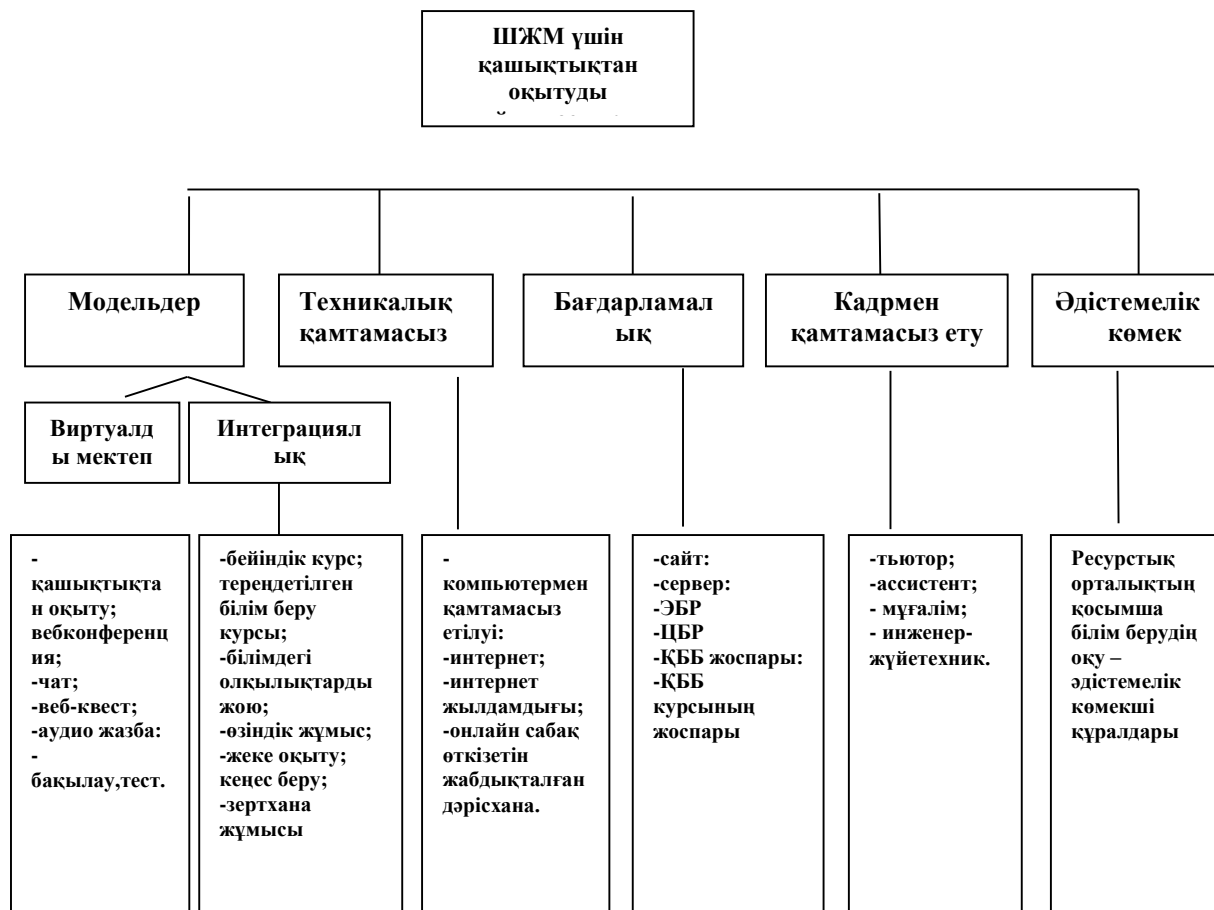 ШЖМ үшін
қашықтықтан
оқытуды
Модельдер
Техникалық
қамтамасыз
Бағдарламал
ық
Кадрмен
қамтамасыз ету
Әдістемелік
көмек
Виртуалд
ы мектеп
Интеграциял
ық
-
қашықтықта
н оқыту;
вебконференц
ия;
-чат;
-веб-квест;
-аудио жазба:
-
бақылау,тест.
-бейіндік курс;
тереңдетілген
білім беру
курсы;
-білімдегі
олқылықтарды
жою;
-өзіндік жұмыс;
-жеке оқыту;
кеңес беру;
-зертхана
жұмысы
-
компьютермен
қамтамасыз
етілуі:
-интернет;
-интернет
жылдамдығы;
-онлайн сабақ
өткізетін
жабдықталған
дәрісхана.
-сайт:
-сервер:
-ЭБР
-ЦБР
-ҚББ жоспары:
-ҚББ
курсының
жоспары
-тьютор;
-ассистент;
- мұғалім;
- инженер-
жүйетехник.
Ресурстық
орталықтың
қосымша
білім берудің
оқу –
әдістемелік
көмекші
құралдары